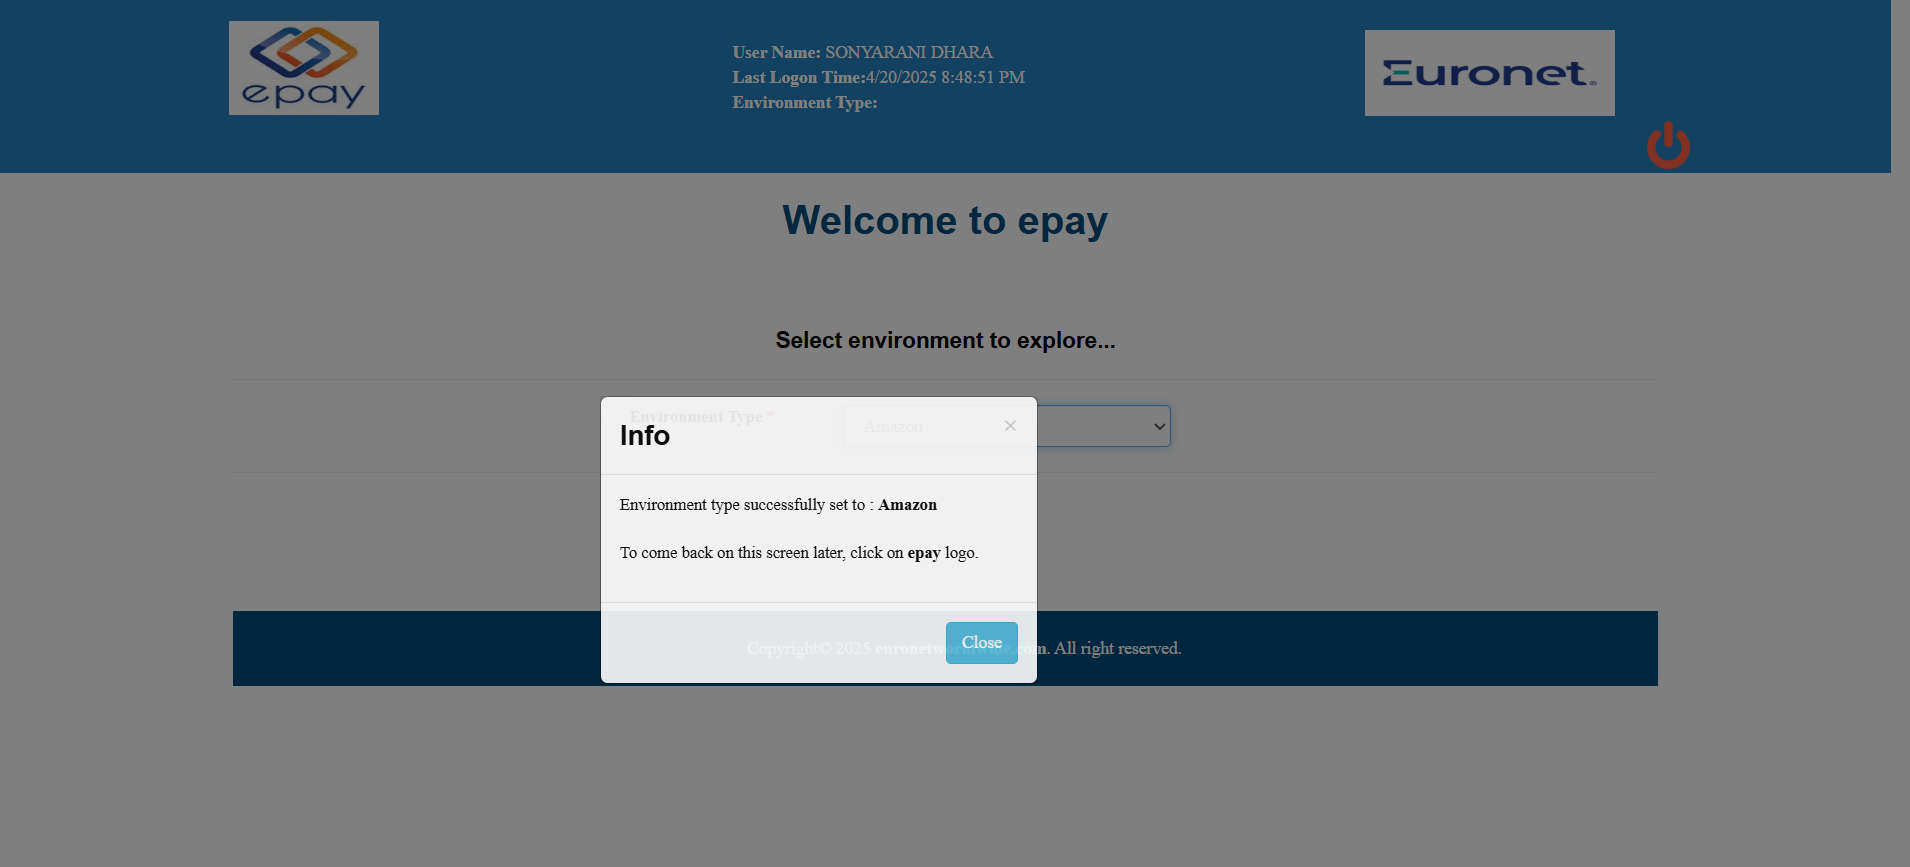 epay
User Name: SONYARANI DHARA
Last Logon Time:4/20/2025 8:48:51 PM
Environment Type:
Euronet®
Welcome to epay
Select environment to explore...
Environment Type *
Amazon
Info
×
Environment type successfully set to : Amazon
To come back on this screen later, click on epay logo.
Close
Copyright© 2025 euronetworldwide.com. All right reserved.